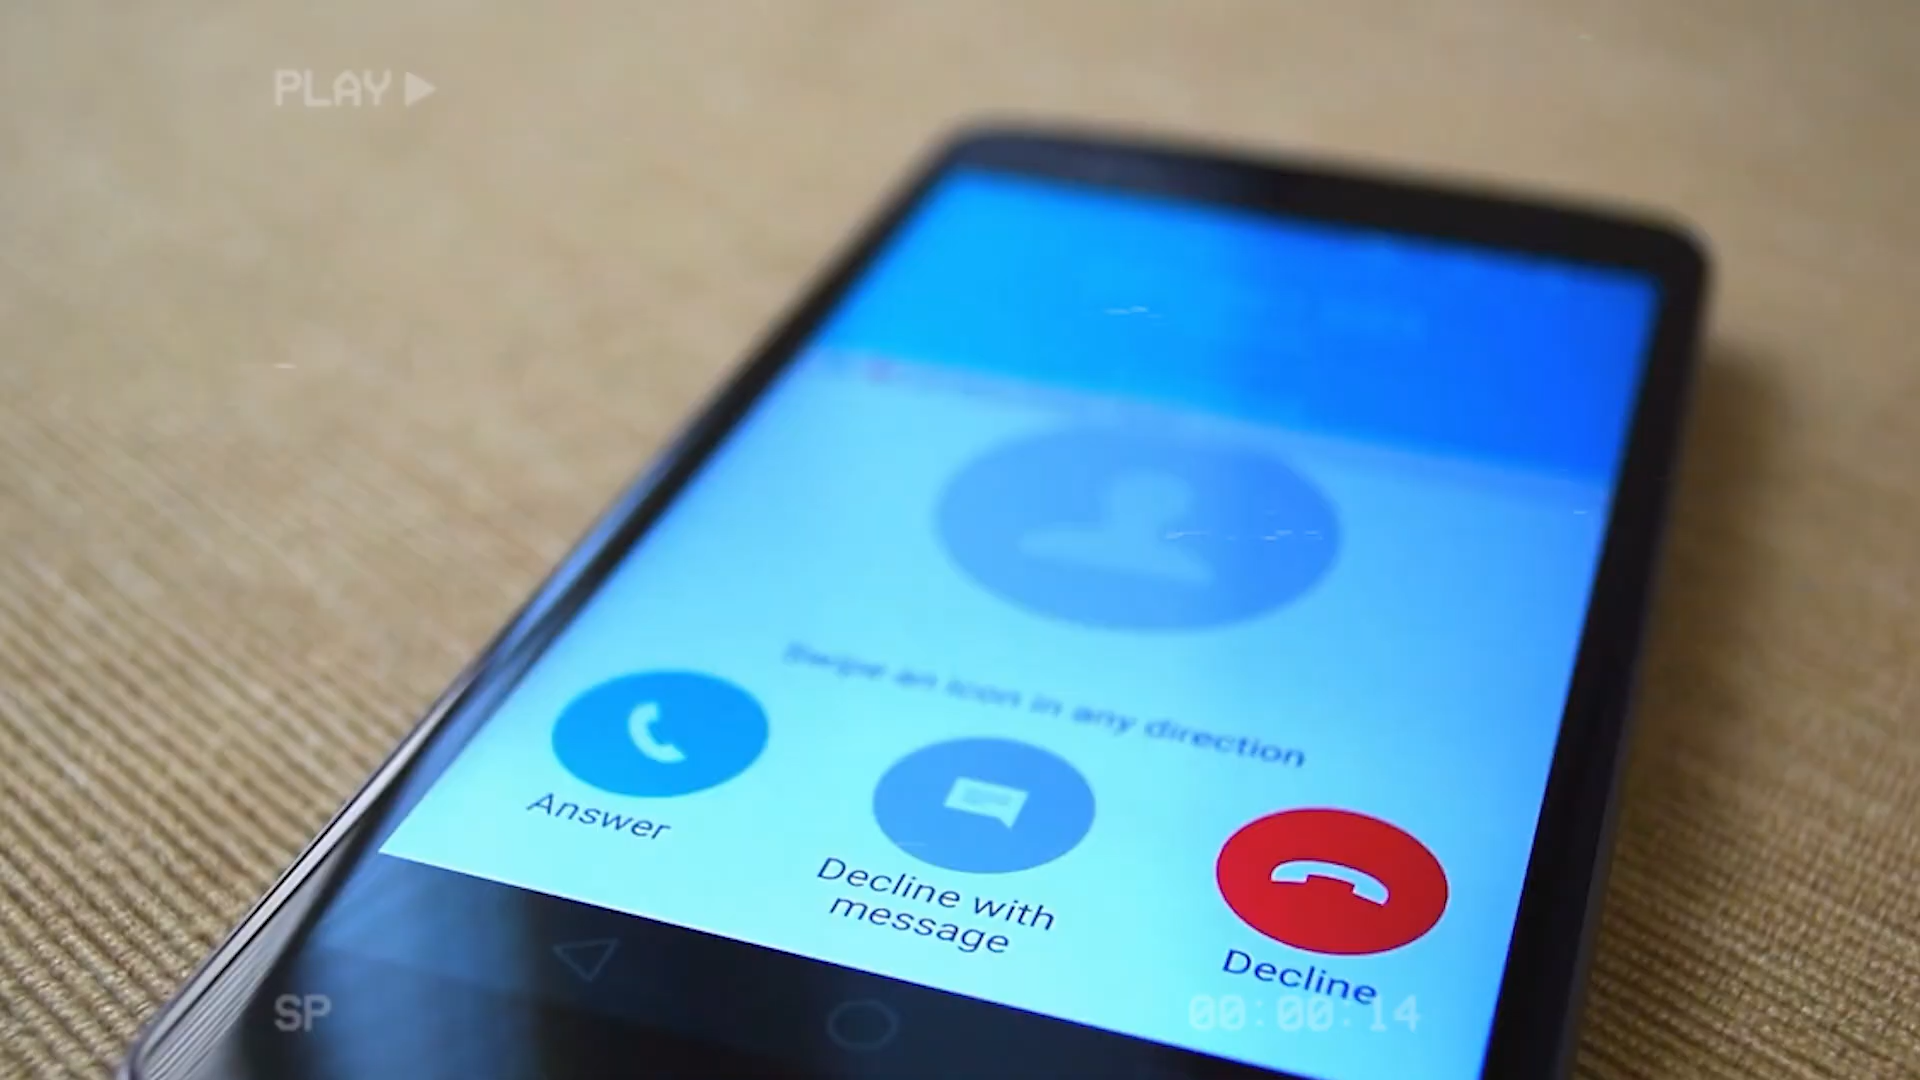 PLAY
Swipe an icon in any direction
Answer
Decline with
message
Decline
SP
00:00:14